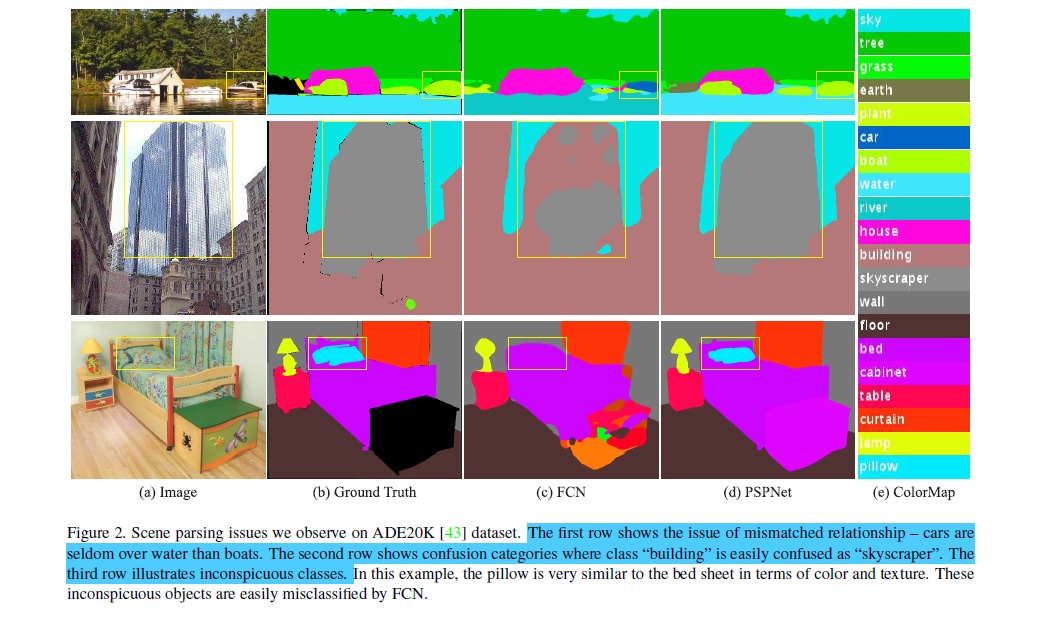 sky
tree
grass
earth
plant
car
boat
water
river
house
building
skyscraper
wall
floor
bed
cabinet
table
curtain
lamp
pillow
(a) Image
(b) Ground Truth
(c) FCN
(d) PSPNet
(e) ColorMap
Figure 2. Scene parsing issues we observe on ADE20K [43] dataset. The first row shows the issue of mismatched relationship – cars are
seldom over water than boats. The second row shows confusion categories where class “building” is easily confused as “skyscraper”. The
third row illustrates inconspicuous classes. In this example, the pillow is very similar to the bed sheet in terms of color and texture. These
inconspicuous objects are easily misclassified by FCN.